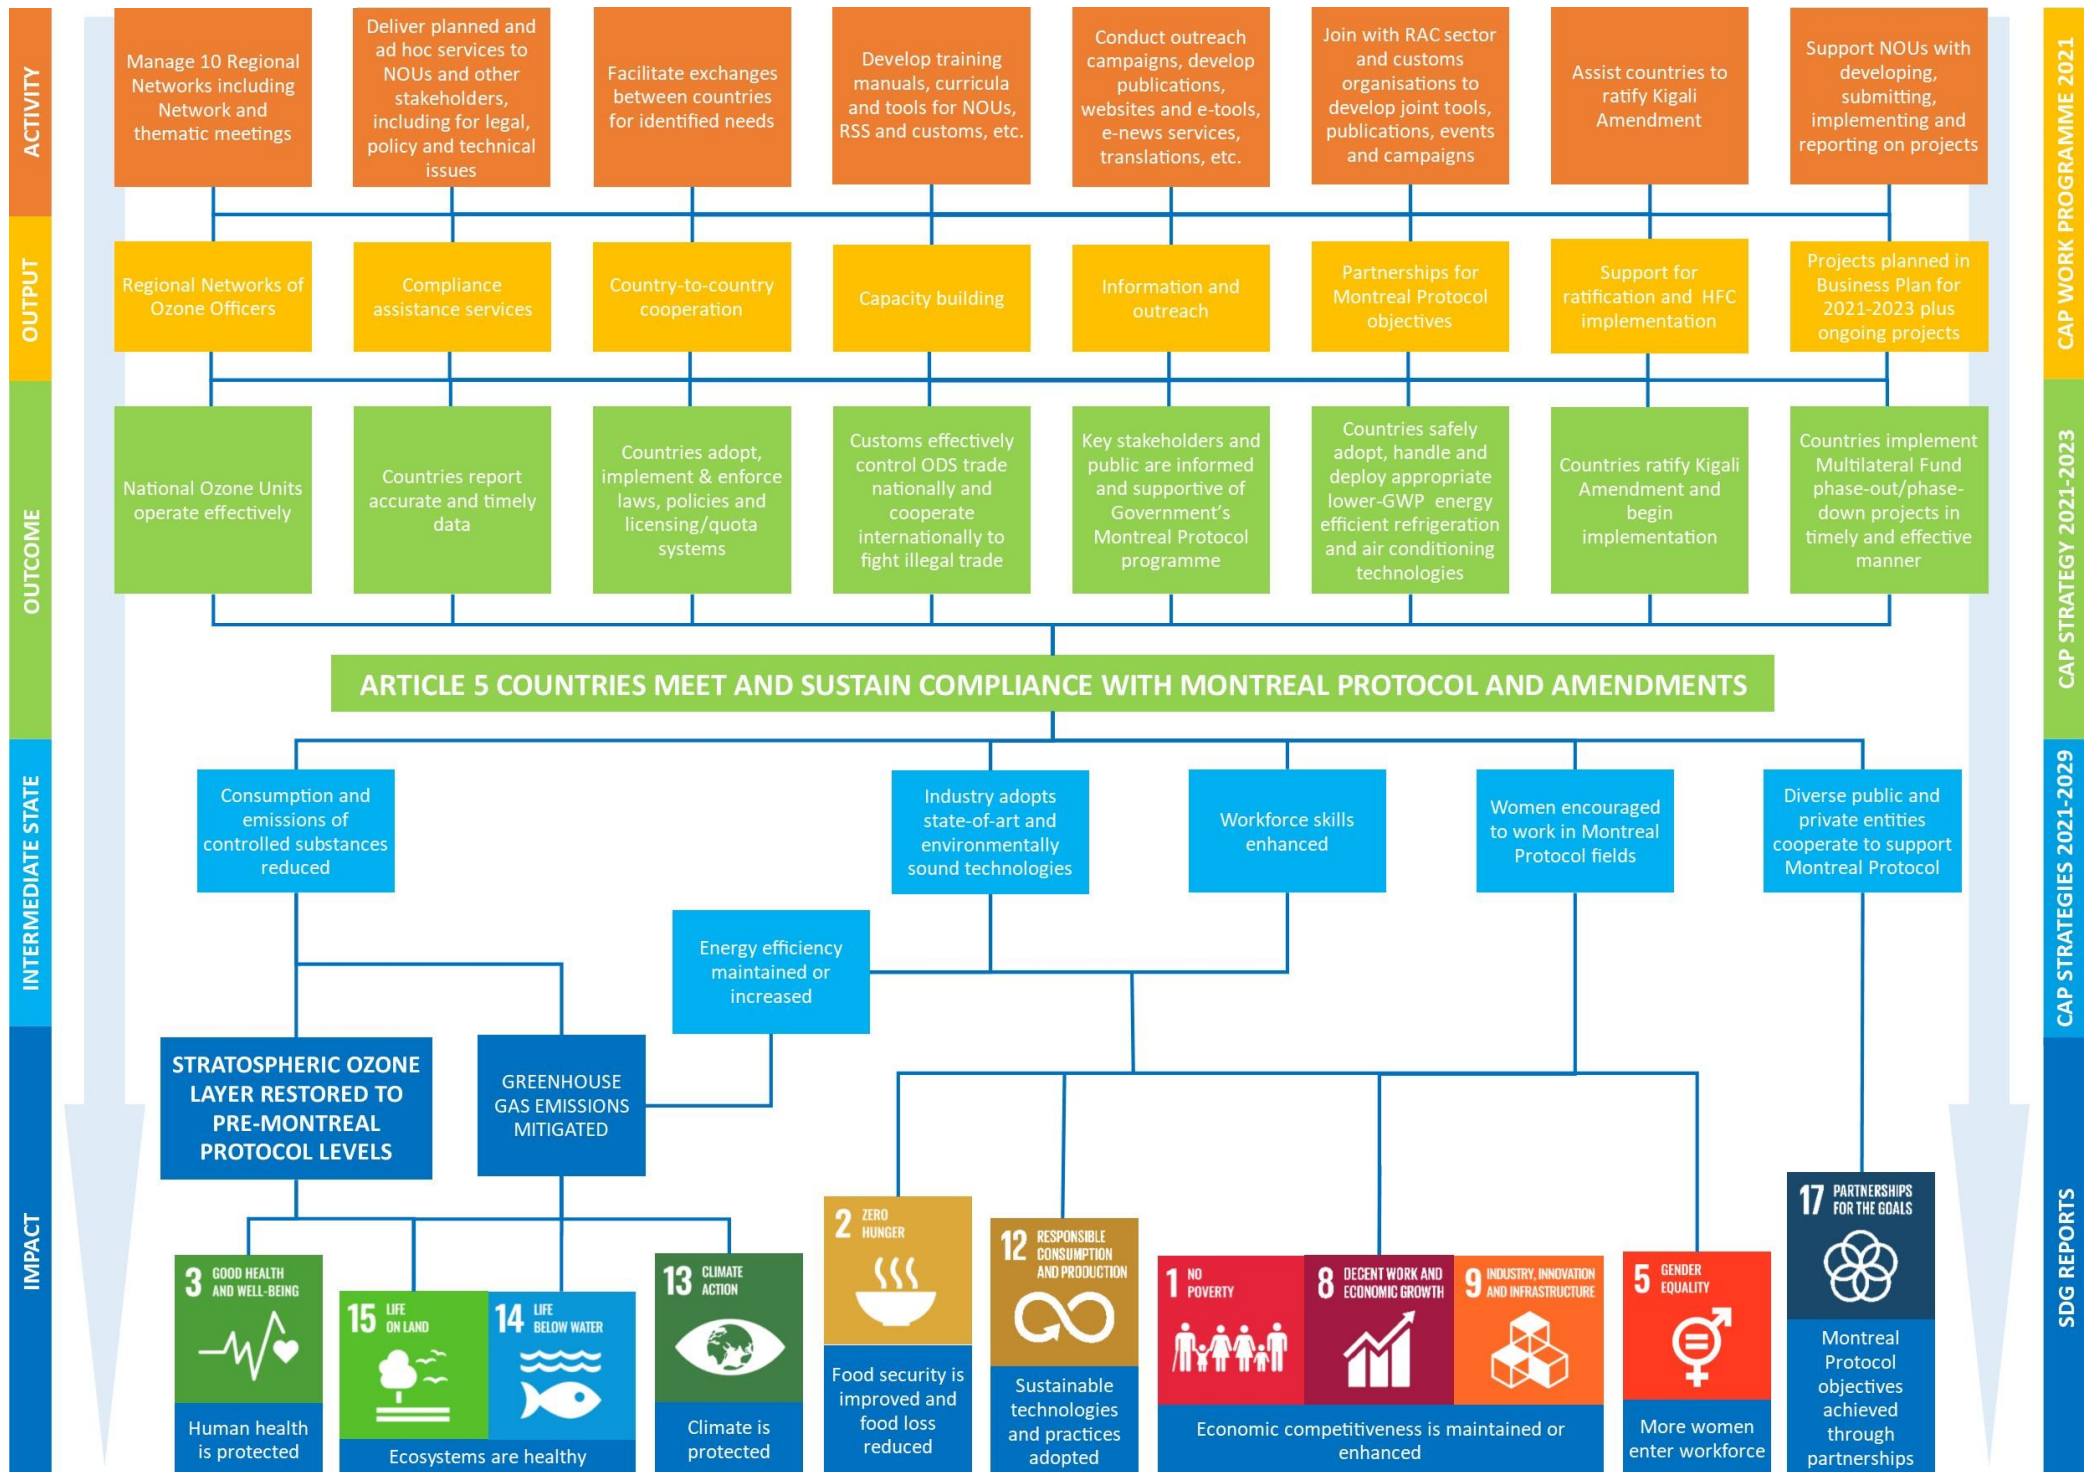 ACTIVITY
Manage 10 Regional
Networks including
Network and
thematic meetings
Deliver planned and
ad hoc services to
NOUs and other
stakeholders,
including for legal,
policy and technical
issues
Facilitate exchanges
between countries
for identified needs
Develop training
manuals, curricula
and tools for NOUs,
RSS and customs, etc.
Conduct outreach
campaigns, develop
publications,
websites and e-tools,
e-news services,
translations, etc.
Join with RAC sector
and customs
organisations to
develop joint tools,
publications, events
and campaigns
Assist countries to
ratify Kigali
Amendment
Support NOUs with
developing,
submitting,
implementing and
reporting on projects
CAP WORK PROGRAMME 2021
OUTPUT
Regional Networks of
Ozone Officers
Compliance
assistance services
Country-to-country
cooperation
Capacity building
Information and
outreach
Partnerships for
Montreal Protocol
objectives
Support for
ratification and HFC
implementation
Projects planned in
Business Plan for
2021-2023 plus
ongoing projects
OUTCOME
National Ozone Units
operate effectively
Countries report
accurate and timely
data
Countries adopt,
implement & enforce
laws, policies and
licensing/quota
systems
Customs effectively
control ODS trade
nationally and
cooperate
internationally to
fight illegal trade
Key stakeholders and
public are informed
and supportive of
Government's
Montreal Protocol
programme
Countries safely
adopt, handle and
deploy appropriate
lower-GWP energy
efficient refrigeration
and air conditioning
technologies
Countries ratify Kigali
Amendment and
begin
implementation
Countries implement
Multilateral Fund
phase-out/phase-
down projects in
timely and effective
manner
CAP STRATEGY 2021-2023
ARTICLE 5 COUNTRIES MEET AND SUSTAIN COMPLIANCE WITH MONTREAL PROTOCOL AND AMENDMENTS
INTERMEDIATE STATE
Consumption and
emissions of
controlled substances
reduced
Industry adopts
state-of-art and
environmentally
sound technologies
Workforce skills
enhanced
Women encouraged
to work in Montreal
Protocol fields
Diverse public and
private entities
cooperate to support
Montreal Protocol
Energy efficiency
maintained or
increased
CAP STRATEGIES 2021-2029
IMPACT
STRATOSPHERIC OZONE
LAYER RESTORED TO
PRE-MONTREAL
PROTOCOL LEVELS
GREENHOUSE
GAS EMISSIONS
MITIGATED
SDG REPORTS
3 GOOD HEALTH
AND WELL-BEING
Human health
is protected
15 LIFE
ON LAND
14 LIFE
BELOW WATER
Ecosystems are healthy
13 CLIMATE
ACTION
Climate is
protected
2 ZERO
HUNGER
Food security is
improved and
food loss
reduced
12 RESPONSIBLE
CONSUMPTION
AND PRODUCTION
Sustainable
technologies
and practices
adopted
1 NO
POVERTY
8 DECENT WORK AND
ECONOMIC GROWTH
9 INDUSTRY, INNOVATION
AND INFRASTRUCTURE
Economic competitiveness is maintained or
enhanced
5 GENDER
EQUALITY
More women
enter workforce
17 PARTNERSHIPS
FOR THE GOALS
Montreal
Protocol
objectives
achieved
through
partnerships